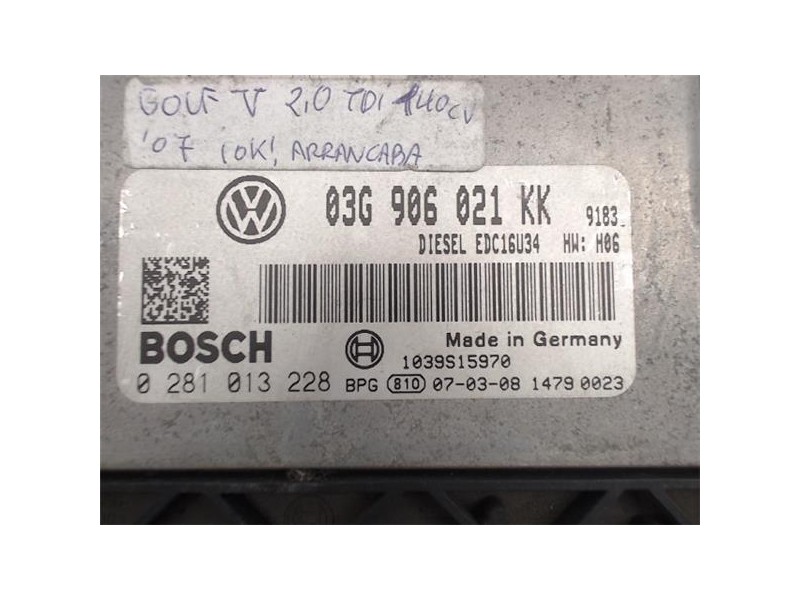 GOLF V 2,0 TDI 140cv
'07 (OK! ARRANCABA
VW
03G 906 021 KK 9183
DIESEL EDC16U34 HW: H06
BOSCH
Made in Germany
1039S15970
0 281 013 228 BPG 810 07-03-08 1479 0023